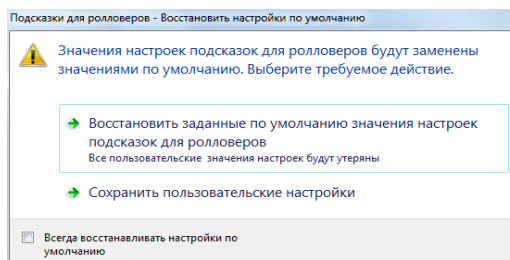 Подсказки для ролловеров - Восстановить настройки по умолчанию
Значения настроек подсказок для ролловеров будут заменены
значениями по умолчанию. Выберите требуемое действие.
Восстановить заданные по умолчанию значения настроек
подсказок для ролловеров
Все пользовательские значения настроек будут утеряны
Сохранить пользовательские настройки
Всегда восстанавливать настройки по
умолчанию